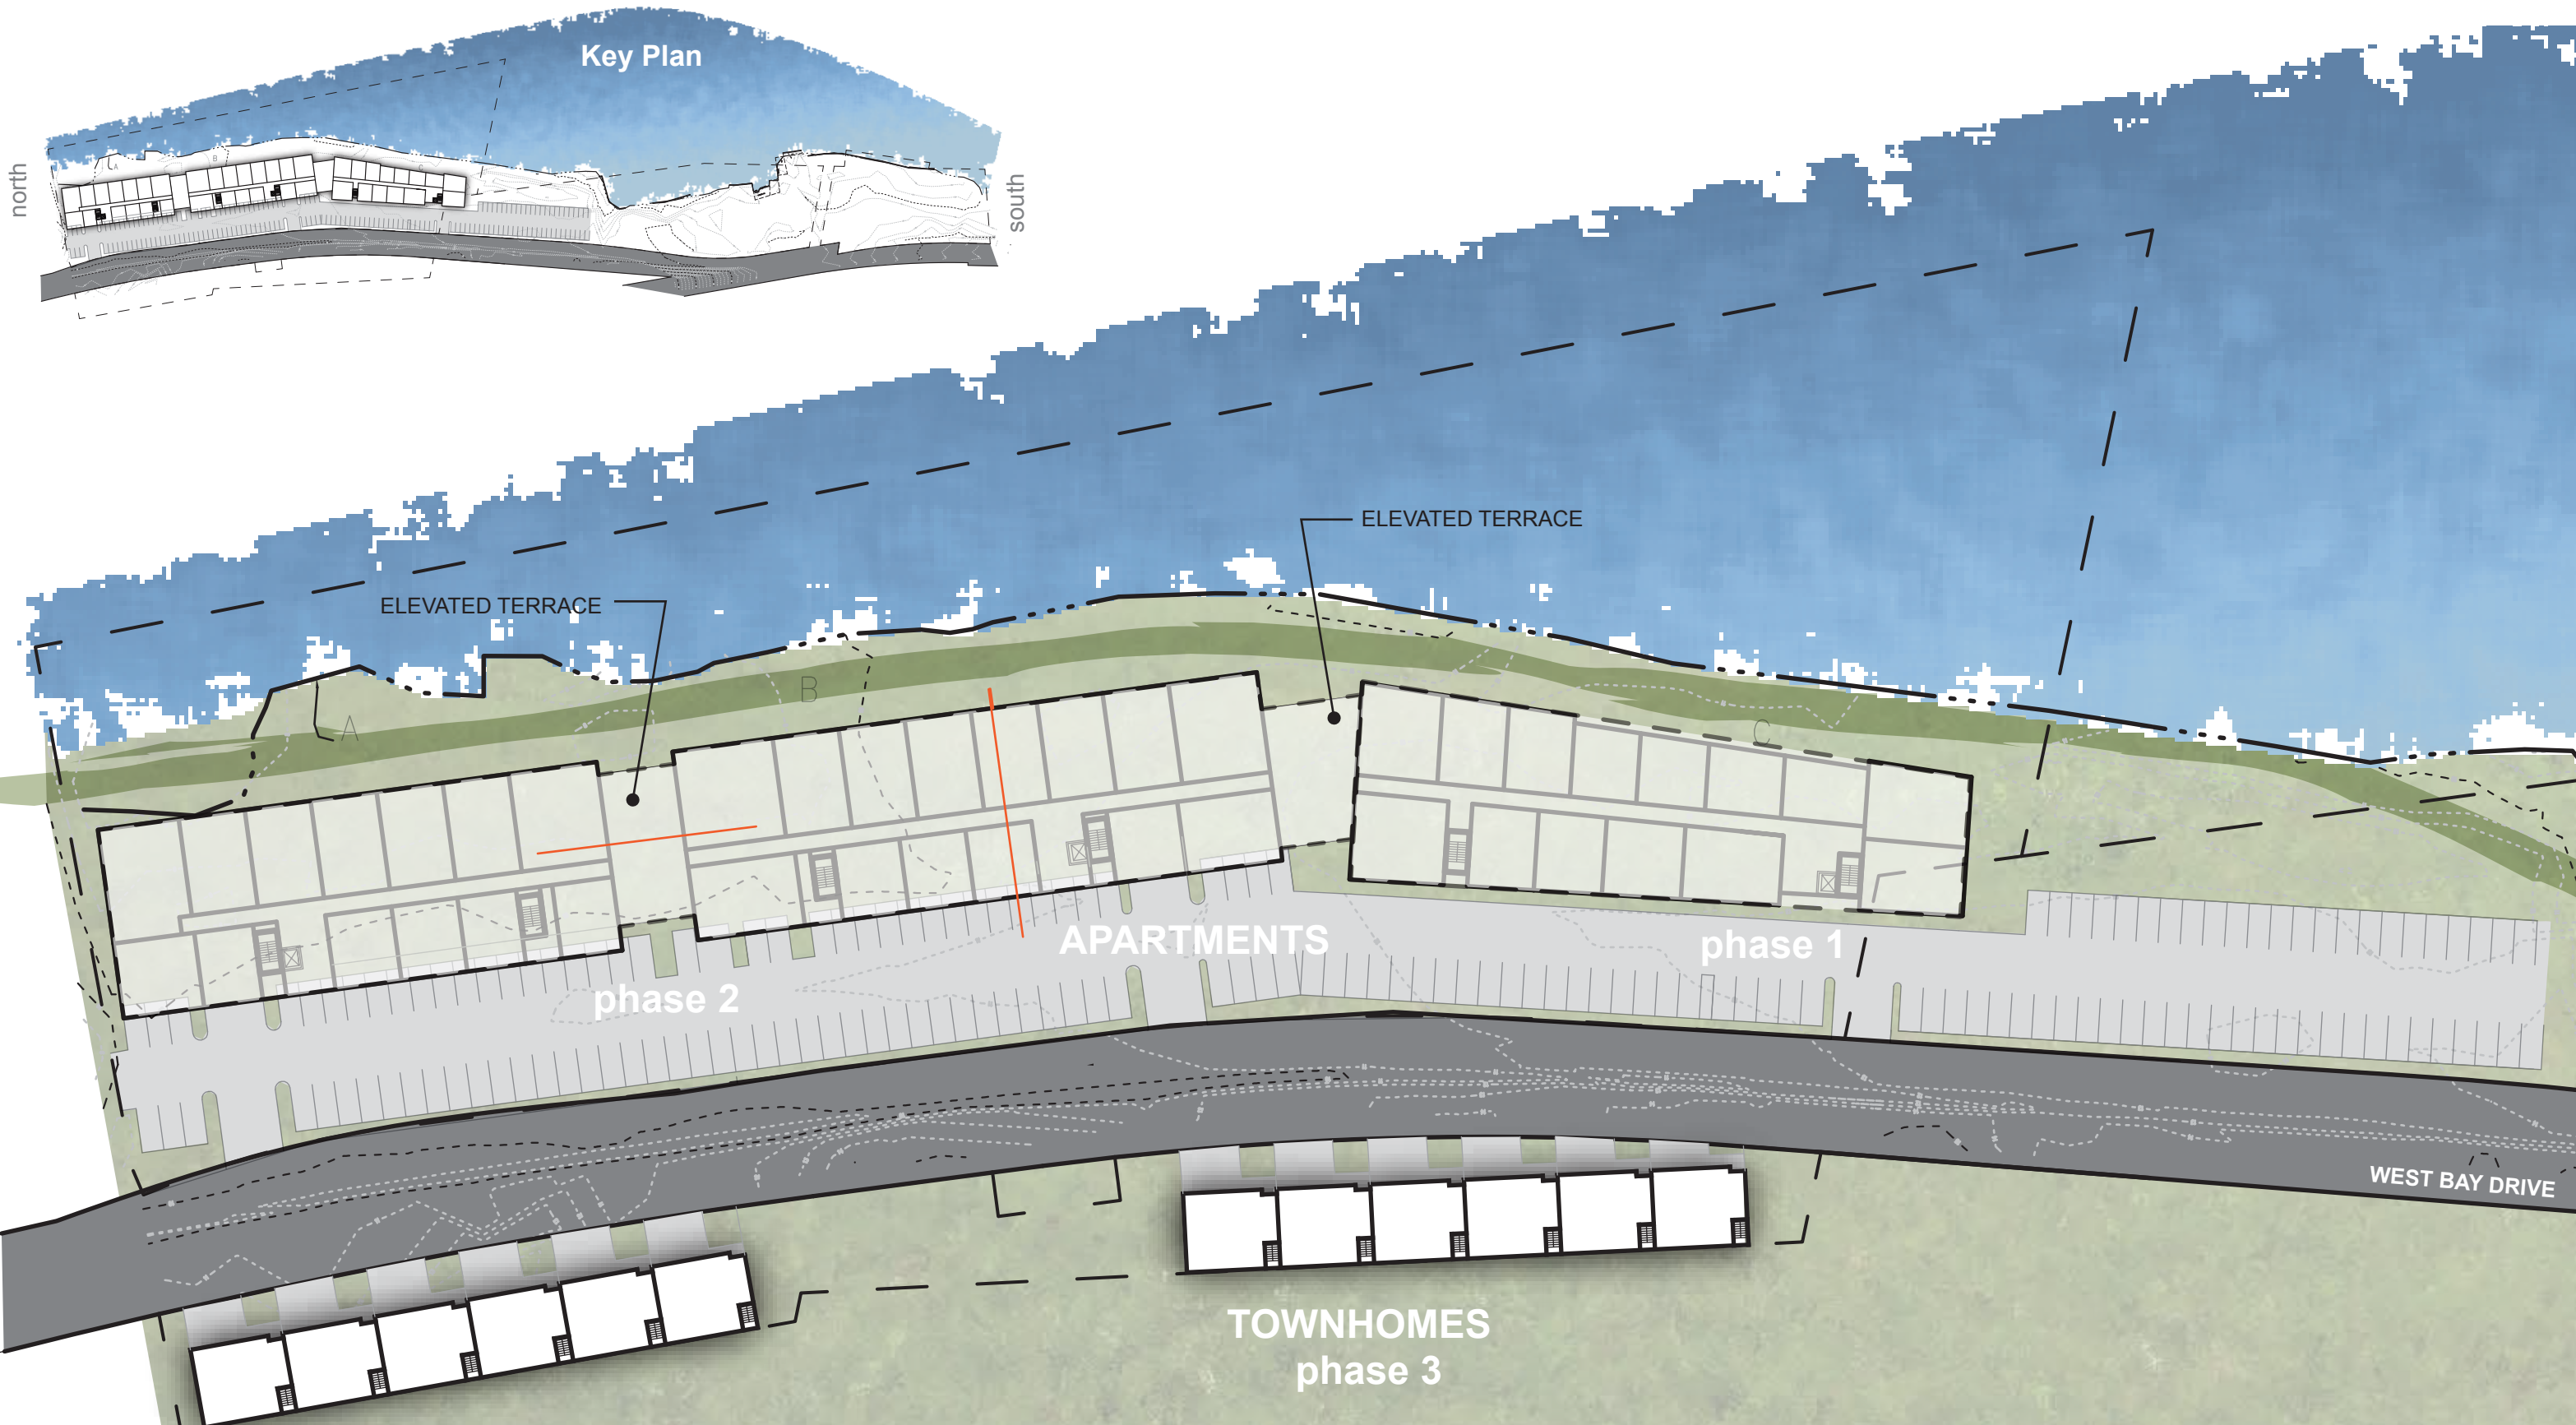 Key Plan
north
south
A
B
ELEVATED TERRACE
ELEVATED TERRACE
A
B
C
APARTMENTS
phase 1
phase 2
WEST BAY DRIVE
TOWNHOMES
phase 3